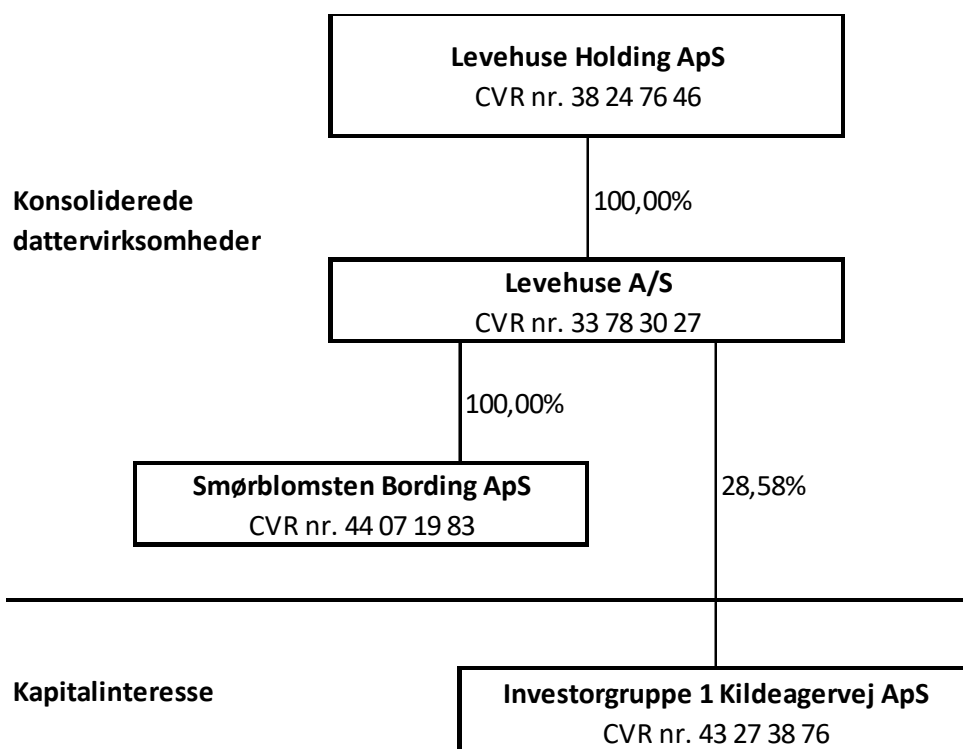 Levehuse Holding ApS
CVR nr. 38 24 76 46
100,00%
Konsoliderede
dattervirksomheder
Levehuse A/S
CVR nr. 33 78 30 27
100,00%
Smørblomsten Bording ApS
CVR nr. 44 07 19 83
28,58%
Kapitalinteresse
Investorgruppe 1 Kildeagervej ApS
CVR nr. 43 27 38 76